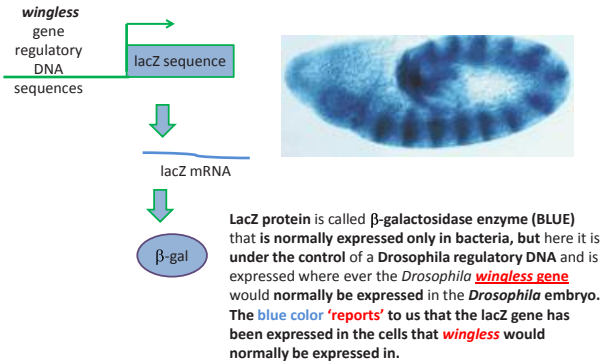 wingless
gene
regulatory
DNA
sequences
lacZ sequence
lacZ mRNA
β-gal
LacZ protein is called β-galactosidase enzyme (BLUE)
that is normally expressed only in bacteria, but here it is
under the control of a Drosophila regulatory DNA and is
expressed where ever the Drosophila wingless gene
would normally be expressed in the Drosophila embryo.
The blue color ‘reports’ to us that the lacZ gene has
been expressed in the cells that wingless would
normally be expressed in.